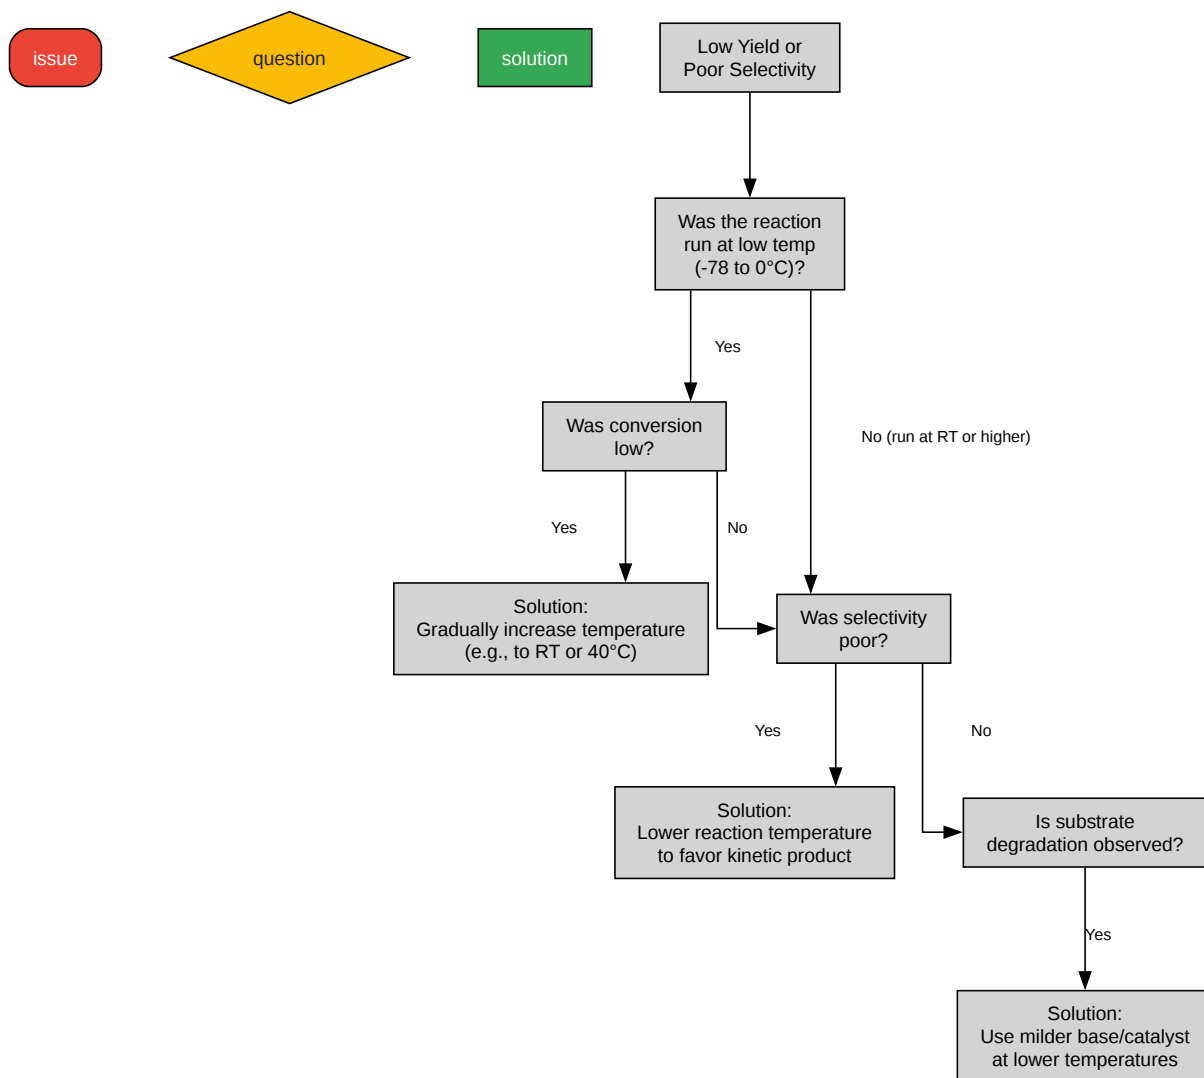 issue
question
solution
Low Yield or
Poor Selectivity
Was the reaction
run at low temp
(-78 to 0°C)?
Yes
Was conversion
low?
No (run at RT or higher)
Yes
No
Solution:
Gradually increase temperature
(e.g., to RT or 40°C)
Was selectivity
poor?
Yes
No
Solution:
Lower reaction temperature
to favor kinetic product
Is substrate
degradation observed?
Yes
Solution:
Use milder base/catalyst
at lower temperatures